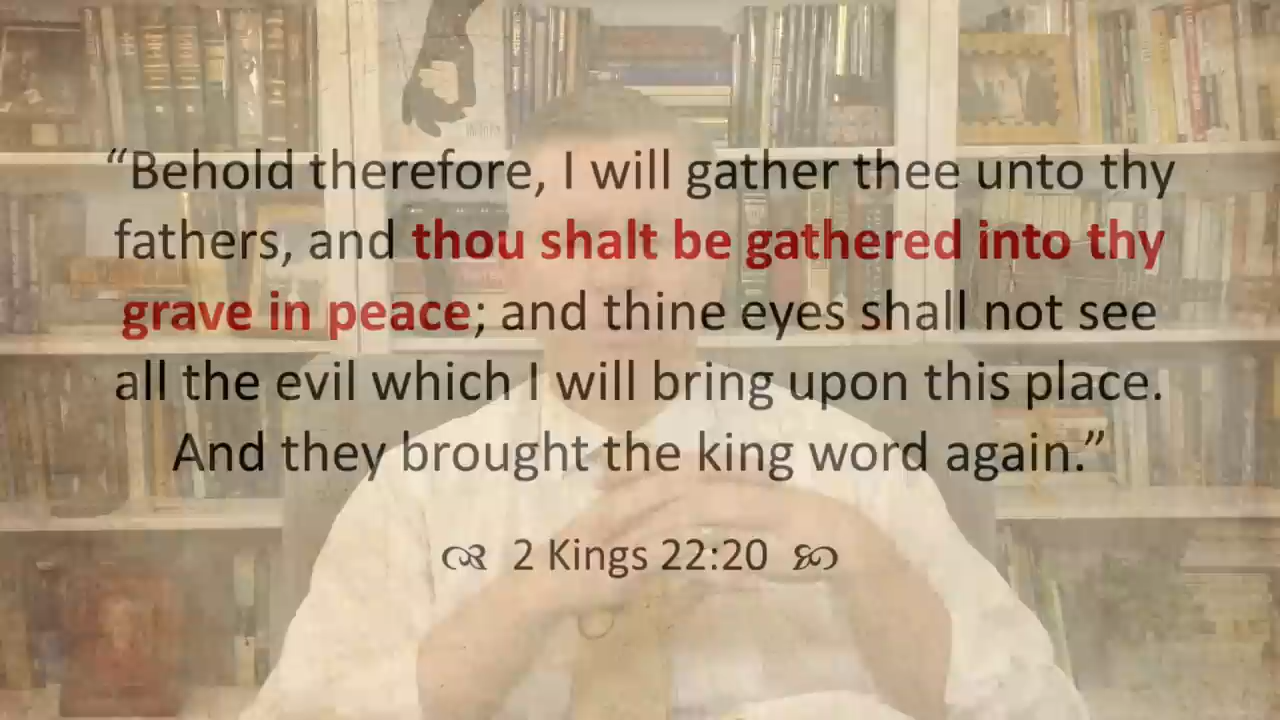 “Behold therefore, I will gather thee unto thy
fathers, and thou shalt be gathered into thy
grave in peace; and thine eyes shall not see
all the evil which I will bring upon this place.
And they brought the king word again.”
2 Kings 22:20